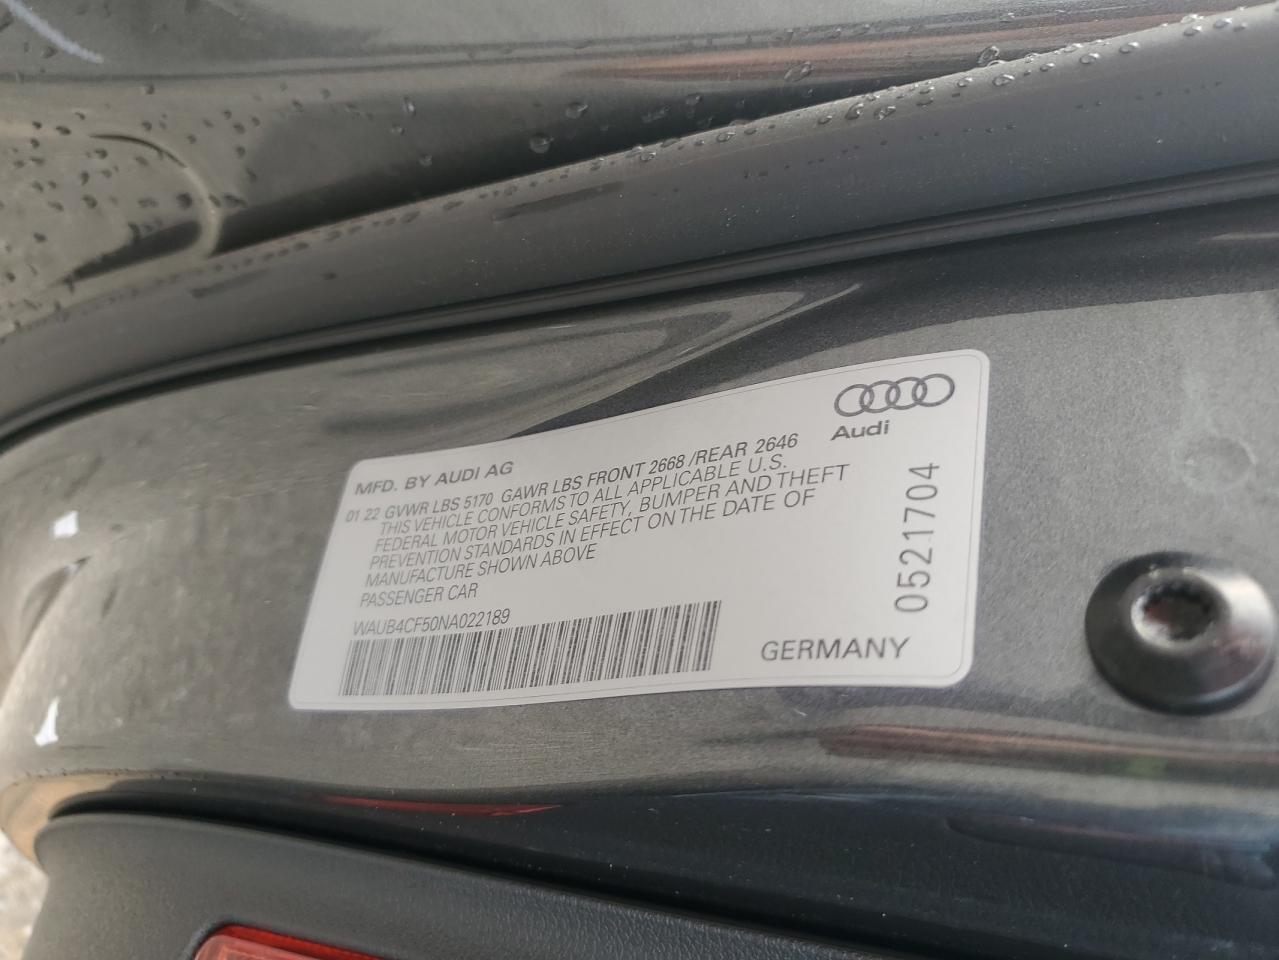 Audi
MFD. BY AUDI AG
01 22 GVWR LBS 5170 GAWR LBS FRONT 2668 /REAR 2646
THIS VEHICLE CONFORMS TO ALL APPLICABLE U.S.
FEDERAL MOTOR VEHICLE SAFETY, BUMPER AND THEFT
PREVENTION STANDARDS IN EFFECT ON THE DATE OF
MANUFACTURE SHOWN ABOVE
PASSENGER CAR
WAUB4CF50NA022189
GERMANY
0521704